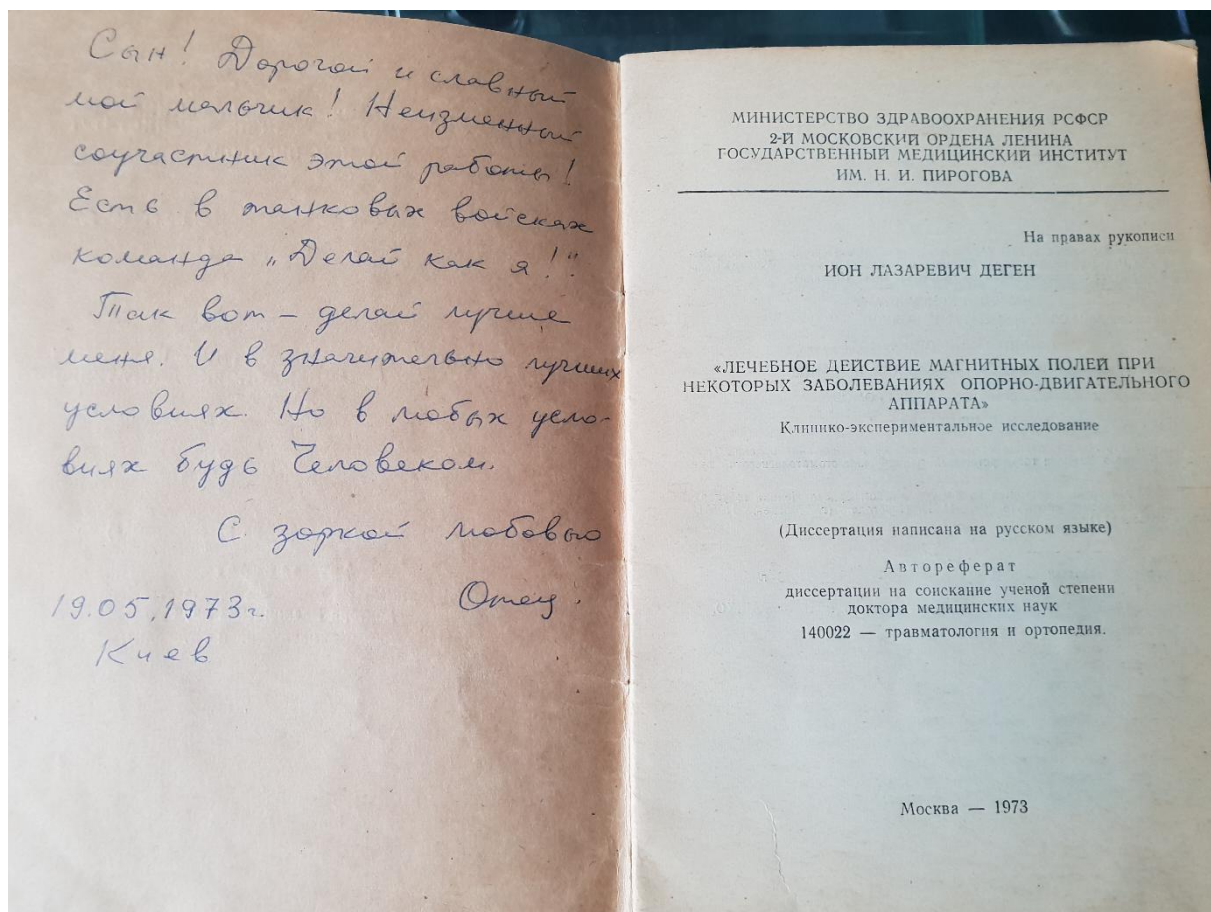 Сын! Дорогой и славный
мой мальчик! Неизменный
соучастник этой работы!
Есть в танковых войсках
команда „Делай как я!"
Так вот – делай лучше
меня. И в значительно лучших
условиях. Но в любых усло-
виях будь Человеком.
С зоркой любовью
Отец.
19.05.1973г.
Киев
МИНИСТЕРСТВО ЗДРАВООХРАНЕНИЯ РСФСР
2-Й МОСКОВСКИЙ ОРДЕНА ЛЕНИНА
ГОСУДАРСТВЕННЫЙ МЕДИЦИНСКИЙ ИНСТИТУТ
ИМ. Н. И. ПИРОГОВА
На правах рукописи
ИОН ЛАЗАРЕВИЧ ДЕГЕН
«ЛЕЧЕБНОЕ ДЕЙСТВИЕ МАГНИТНЫХ ПОЛЕЙ ПРИ
НЕКОТОРЫХ ЗАБОЛЕВАНИЯХ ОПОРНО-ДВИГАТЕЛЬНОГО
АППАРАТА»
Клинико-экспериментальное исследование
(Диссертация написана на русском языке)
Автореферат
диссертации на соискание ученой степени
доктора медицинских наук
140022 — травматология и ортопедия.
Москва — 1973